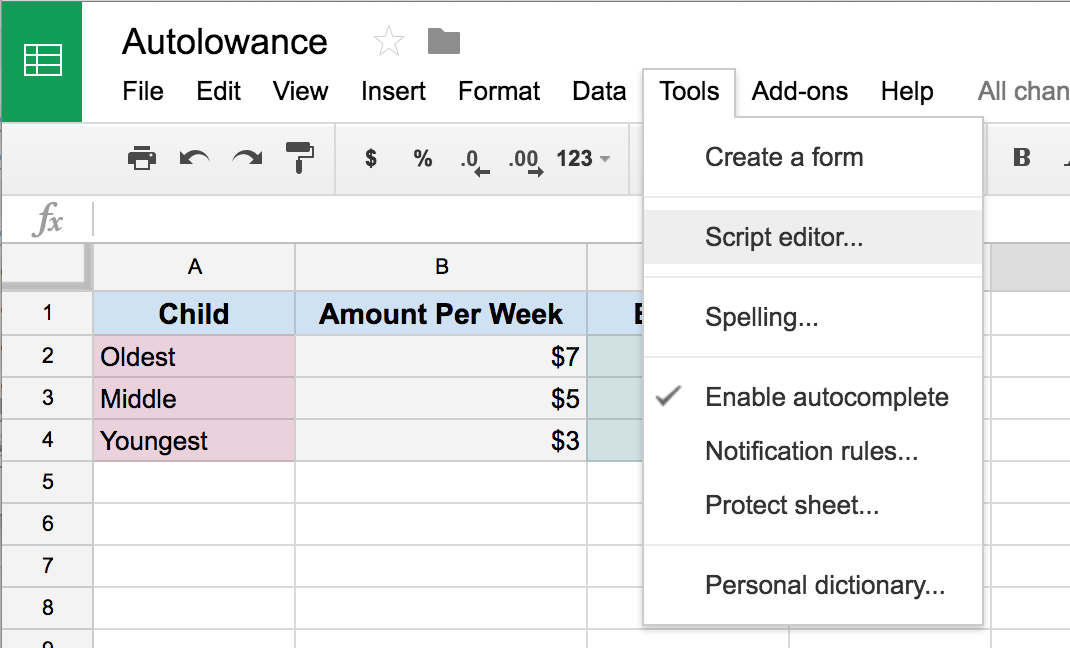 Autolowance
File Edit View Insert Format Data Tools Add-ons Help All chan
$ % .0 .00 123 B
fx
A B
1 Child Amount Per Week
2 Oldest $7
3 Middle $5
4 Youngest $3
5
6
7
8
Create a form
Script editor...
Spelling...
Enable autocomplete
Notification rules...
Protect sheet...
Personal dictionary...